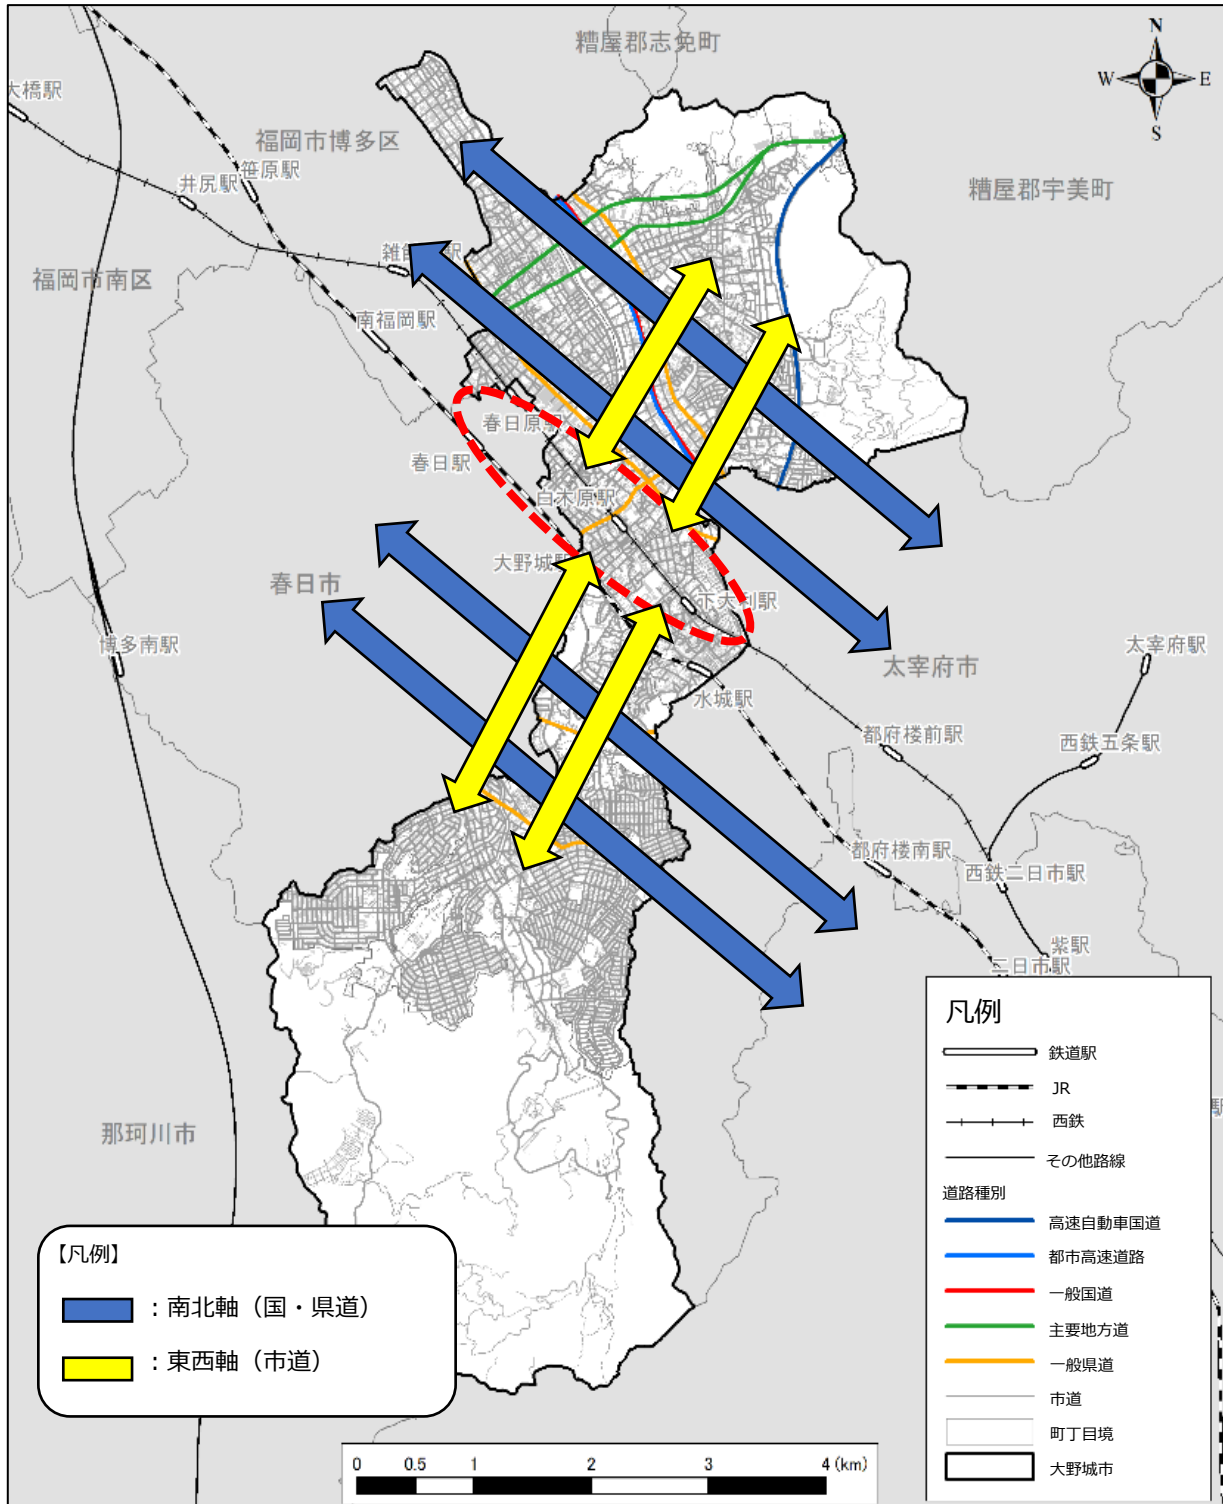 糟屋郡志免町
N
W
E
S
大橋駅
福岡市博多区
笹原駅
井尻駅
糟屋郡宇美町
福岡市南区
南福岡駅
春日原駅
春日駅
白木原駅
大野城駅
春日市
下大利駅
博多南駅
太宰府市
太宰府駅
水城駅
都府楼前駅
西鉄五条駅
都府楼南駅
西鉄二日市駅
紫駅
二日市駅
那珂川市
凡例
鉄道駅
JR
西鉄
その他路線
道路種別
高速自動車国道
都市高速道路
一般国道
主要地方道
一般県道
市道
町丁目境
大野城市
【凡例】
：南北軸（国・県道）
：東西軸（市道）
0 0.5 1 2 3 4 (km)